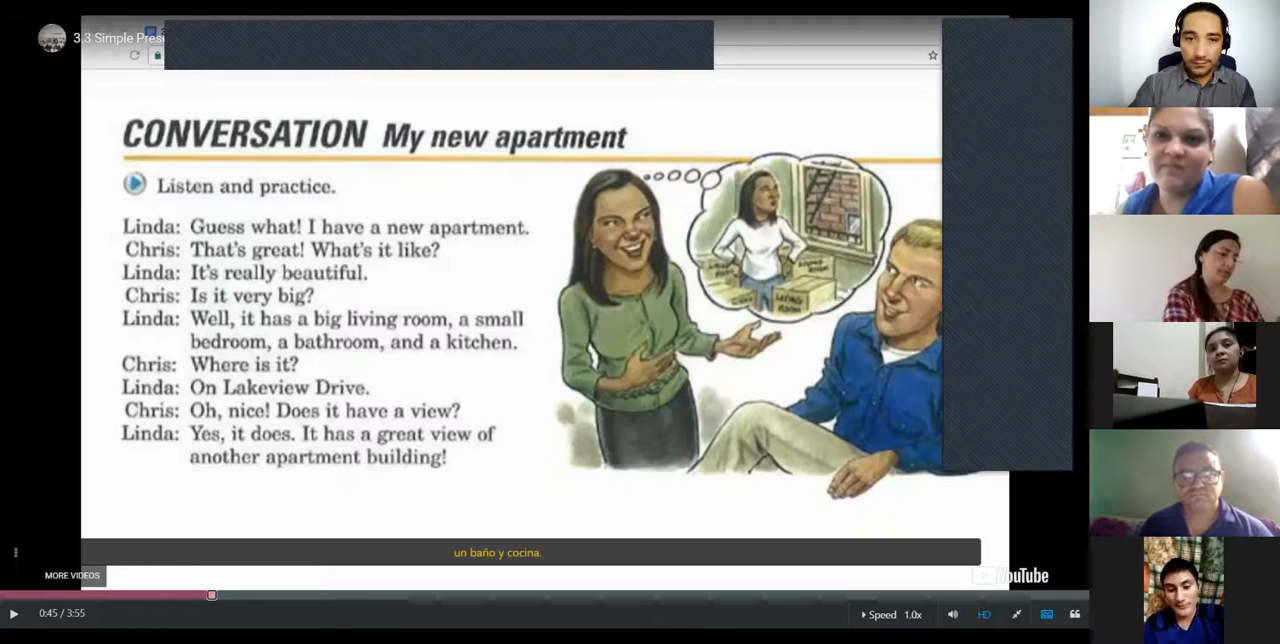 3.3 Simple Pres
CONVERSATION My new apartment
Listen and practice.
Linda: Guess what! I have a new apartment.
Chris: That's great! What's it like?
Linda: It's really beautiful.
Chris: Is it very big?
Linda: Well, it has a big living room, a small
bedroom, a bathroom, and a kitchen.
Chris: Where is it?
Linda: On Lakeview Drive.
Chris: Oh, nice! Does it have a view?
Linda: Yes, it does. It has a great view of
another apartment building!
LIVING
ROOM
un baño y cocina.
MORE VIDEOS
YouTube
0:45 / 3:55
Speed 1.0x
HD